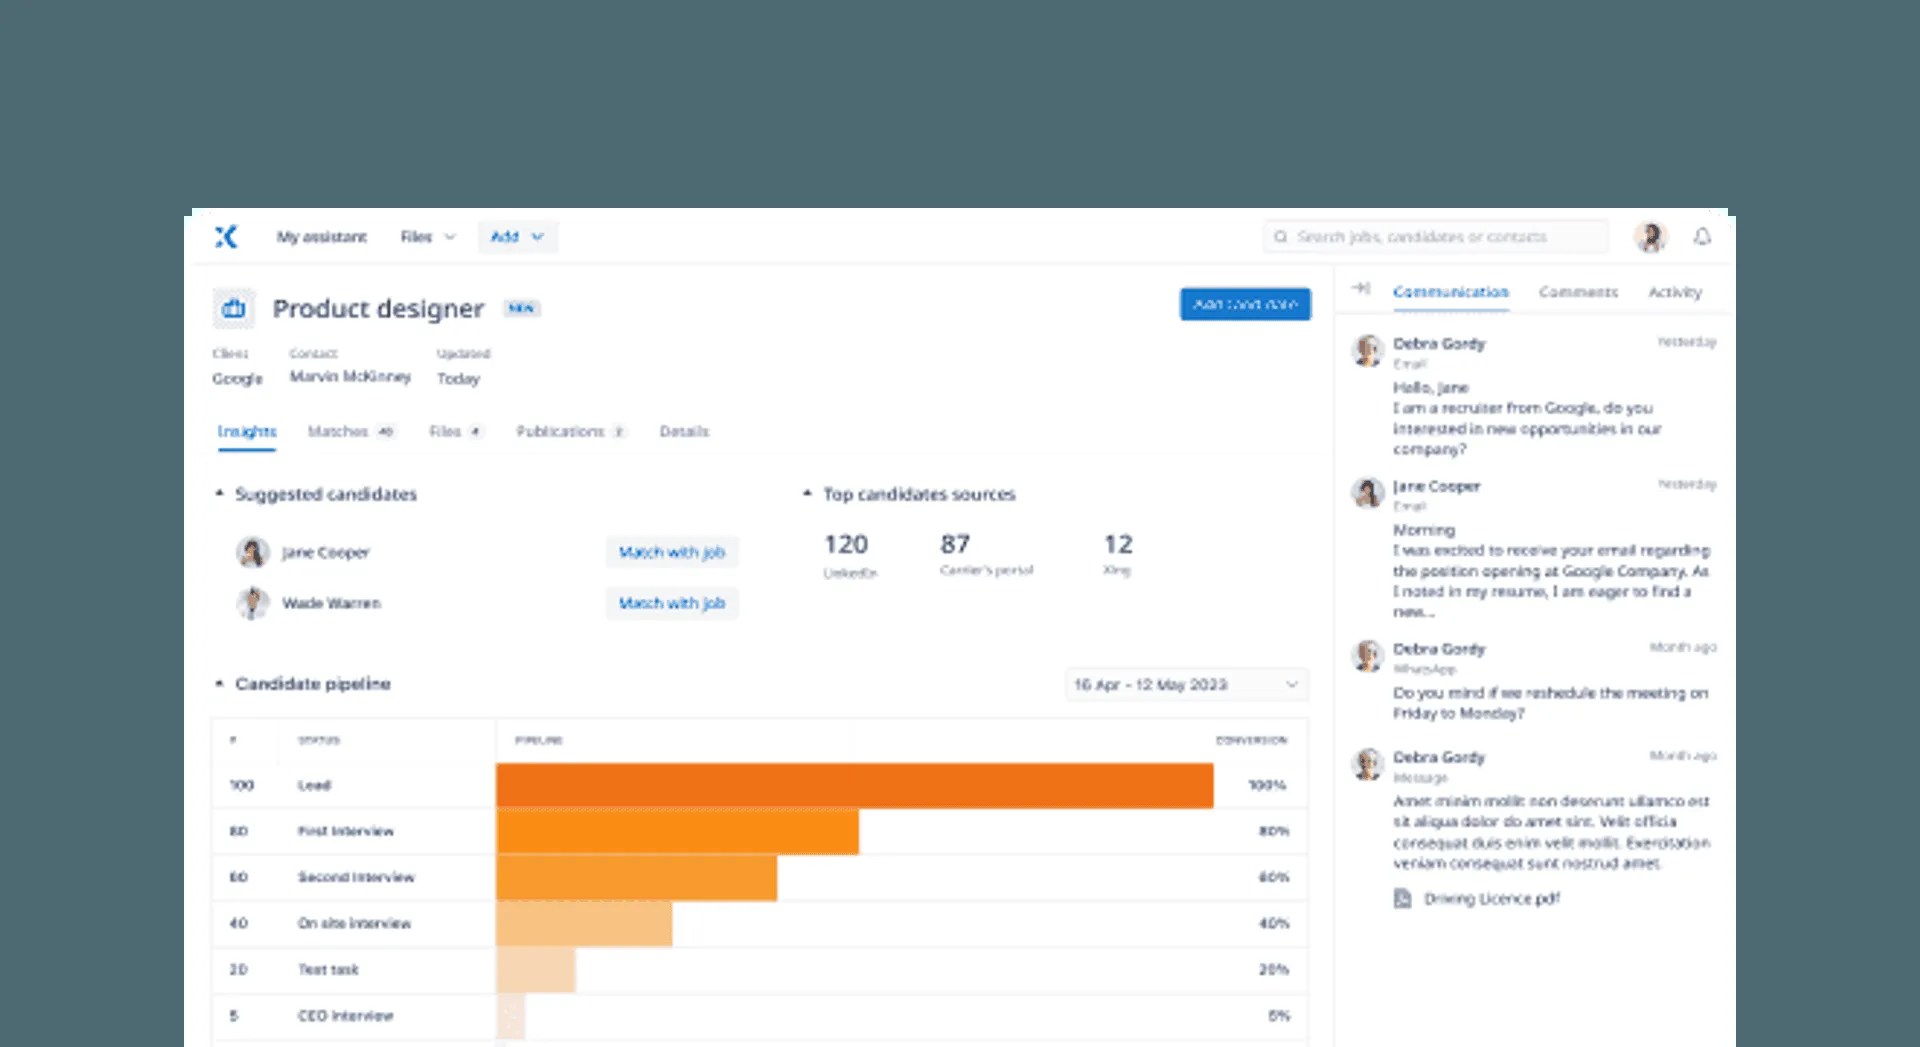 My assistant Files Add
Search jobs, candidates or contacts
Product designer NEW
Add candidate
Client Contact Updated
Google Marvin McKinney Today
Insights Matches 40 Files 4 Publications 2 Details
Suggested candidates
Jane Cooper Match with job
Wade Warren Match with job
Top candidates sources
120 87 12
LinkedIn Carrier's portal Xing
Candidate pipeline
16 Apr - 12 May 2023
# STATUS PIPELINE CONVERSION
100 Lead 100%
80 First Interview 80%
60 Second Interview 60%
40 On site interview 40%
20 Test task 20%
5 CEO interview 5%
Communication Comments Activity
Debra Gordy Yesterday
Email
Hello, Jane
I am a recruiter from Google, do you
interested in new opportunities in our
company?
Jane Cooper Yesterday
Email
Morning
I was excited to receive your email regarding
the position opening at Google Company. As
I noted in my resume, I am eager to find a
new...
Debra Gordy Month ago
WhatsApp
Do you mind if we reshedule the meeting on
Friday to Monday?
Debra Gordy Month ago
Message
Amet minim mollit non deserunt ullamco est
sit aliqua dolor do amet sint. Velit officia
consequat duis enim velit mollit. Exercitation
veniam consequat sunt nostrud amet.
Driving Licence.pdf